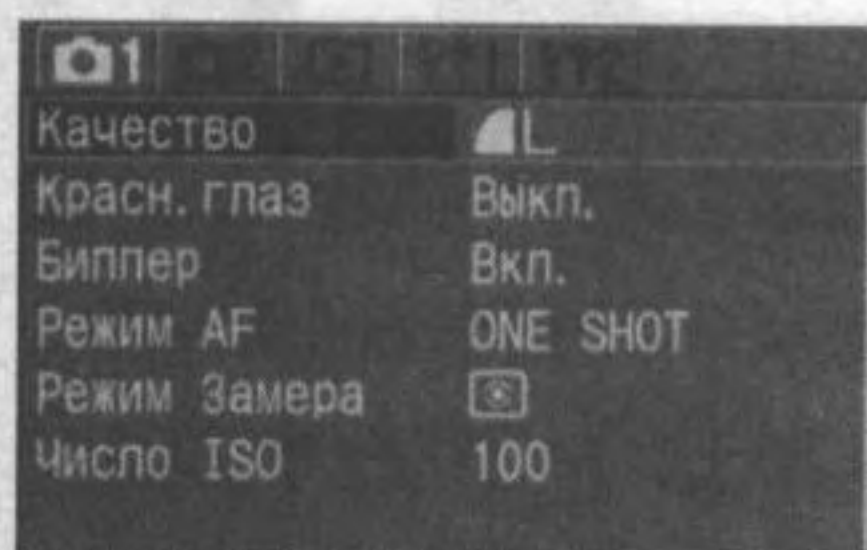 1
Качество L
Красн. глаз Выкл.
Биппер Вкл.
Режим AF ONE SHOT
Режим Замера
Число ISO 100